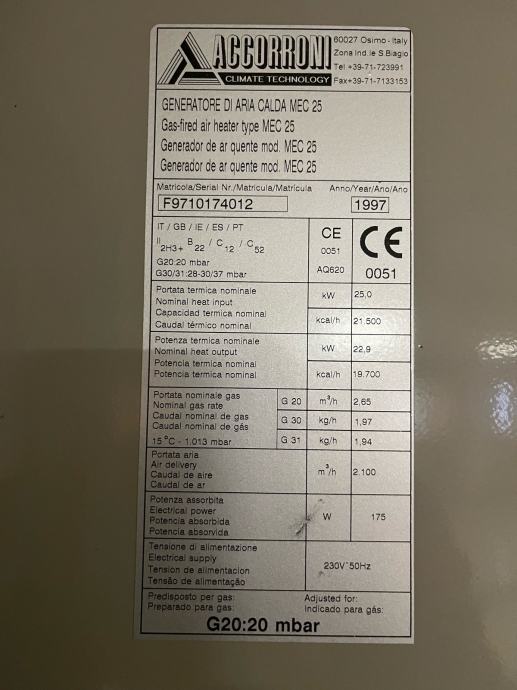 ACCORRONI
CLIMATE TECHNOLOGY
60027 Osimo - Italy
Zona Ind.le S.Biagio
Tel +39-71-723991
Fax+39-71-7133153
GENERATORE DI ARIA CALDA MEC 25
Gas-fired air heater type MEC 25
Generador de ar quente mod. MEC 25
Generador de ar quente mod. MEC 25
Matricola/Serial Nr./Matricula/Matrícula Anno/Year/Ano/Ano
F9710174012 1997
IT / GB / IE / ES / PT
II 2H3+ B22 / C12 / C52
G20:20 mbar
G30/31:28-30/37 mbar
CE
0051
AQ620
CE
0051
Portata termica nominale
Nominal heat input
Capacidad termica nominal
Caudal térmico nominal
kW 25,0
kcal/h 21.500
Potenza termica nominale
Nominal heat output
Potencia termica nominal
Potencia termica nominal
kW 22,9
kcal/h 19.700
Portata nominale gas
Nominal gas rate
Caudal nominal de gas
Caudal nominal de gás
15 °C - 1.013 mbar
G 20 m³/h 2,65
G 30 kg/h 1,97
G 31 kg/h 1,94
Portata aria
Air delivery
Caudal de aire
Caudal de ar
m³/h 2.100
Potenza assorbita
Electrical power
Potencia absorbida
Potencia absorvida
W 175
Tensione di alimentazione
Electrical supply
Tension de alimentacion
Tensão de alimentação
230V~50Hz
Predisposto per gas: Adjusted for:
Preparado para gas: Indicado para gás:
G20:20 mbar